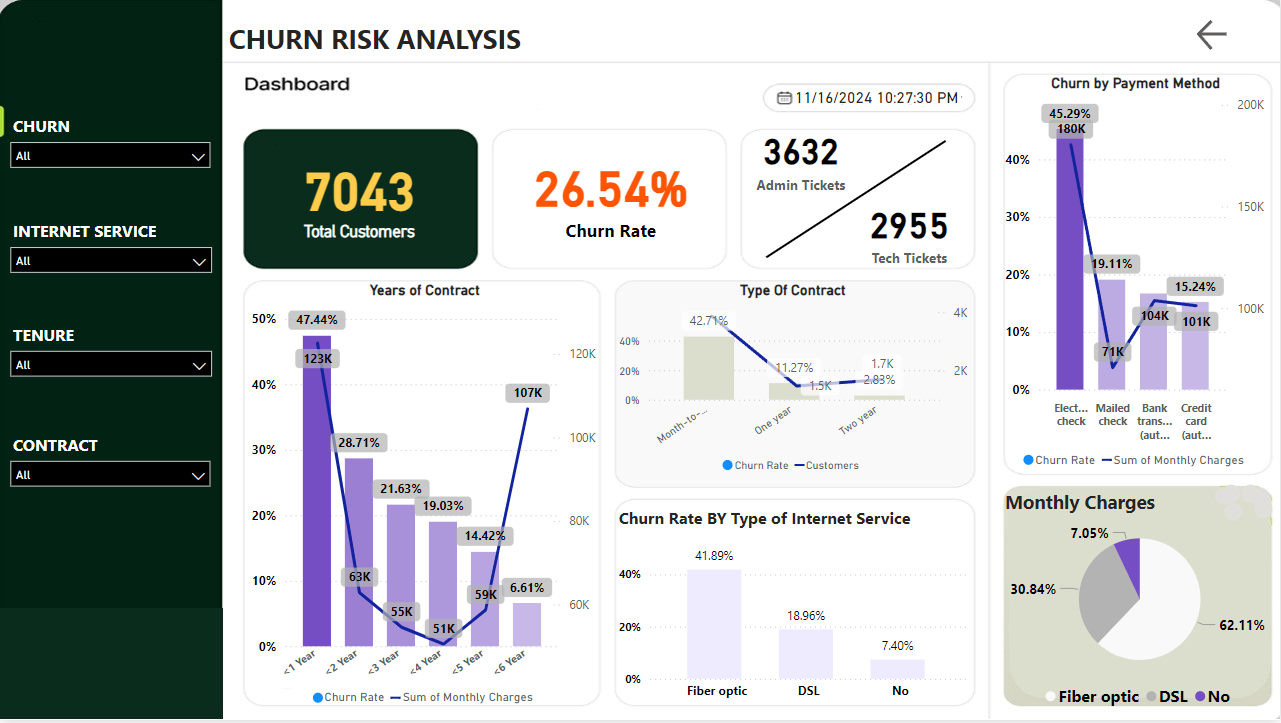 CHURN RISK ANALYSIS
Dashboard
11/16/2024 10:27:30 PM
CHURN
All
INTERNET SERVICE
All
TENURE
All
CONTRACT
All
7043
Total Customers
26.54%
Churn Rate
3632
Admin Tickets
2955
Tech Tickets
Years of Contract
50%
40%
30%
20%
10%
0%
47.44%
123K
28.71%
63K
21.63%
55K
19.03%
51K
14.42%
59K
6.61%
107K
120K
100K
80K
60K
<1 Year
<2 Year
<3 Year
<4 Year
<5 Year
<6 Year
Churn Rate
Sum of Monthly Charges
Type Of Contract
40%
20%
0%
42.71%
11.27%
1.5K
1.7K
2.83%
4K
2K
Month-to-...
One year
Two year
Churn Rate
Customers
Churn Rate BY Type of Internet Service
40%
20%
0%
41.89%
18.96%
7.40%
Fiber optic
DSL
No
Churn by Payment Method
40%
30%
20%
10%
0%
45.29%
180K
19.11%
71K
104K
15.24%
101K
200K
150K
100K
Elect...
check
Mailed
check
Bank
trans...
(aut...
Credit
card
(aut...
Churn Rate
Sum of Monthly Charges
Monthly Charges
7.05%
30.84%
62.11%
Fiber optic
DSL
No